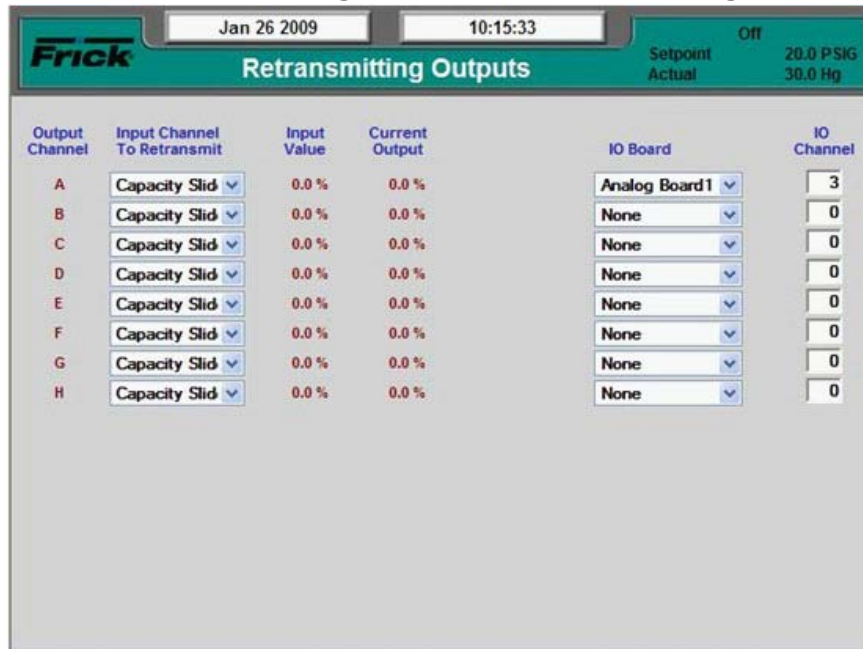 Jan 26 2009 10:15:33 Off
Frick Retransmitting Outputs Setpoint 20.0 PSIG
Actual 30.0 Hg
Output Channel Input Channel To Retransmit Input Value Current Output IO Board IO Channel
A Capacity Slid 0.0 % 0.0 % Analog Board1 3
B Capacity Slid 0.0 % 0.0 % None 0
C Capacity Slid 0.0 % 0.0 % None 0
D Capacity Slid 0.0 % 0.0 % None 0
E Capacity Slid 0.0 % 0.0 % None 0
F Capacity Slid 0.0 % 0.0 % None 0
G Capacity Slid 0.0 % 0.0 % None 0
H Capacity Slid 0.0 % 0.0 % None 0